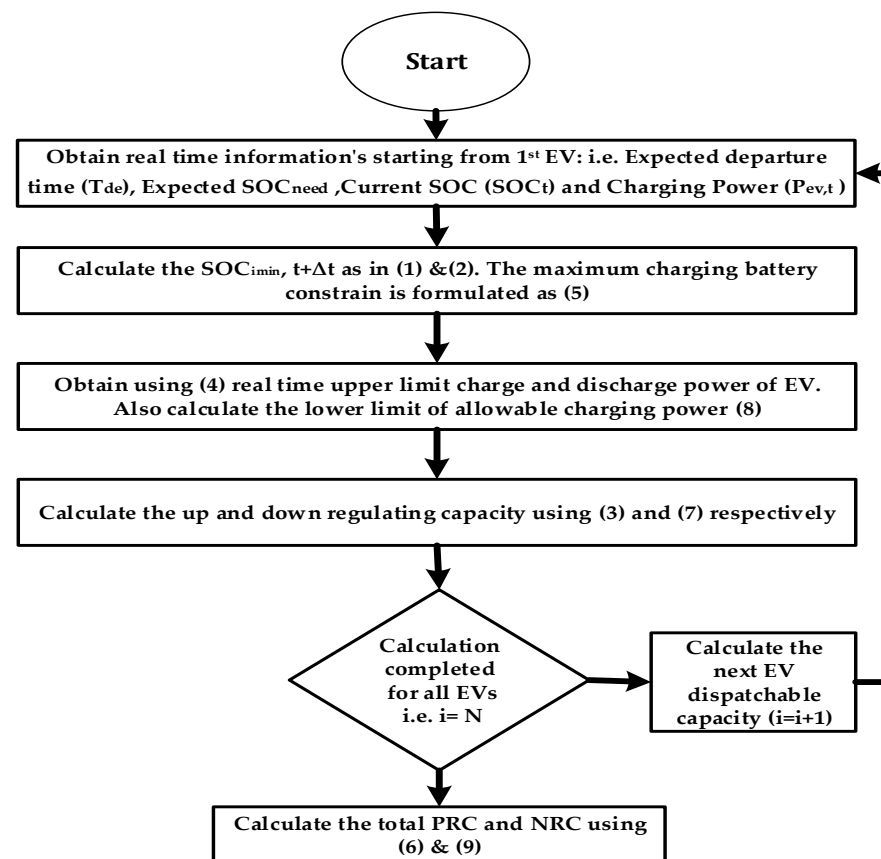 Start
Obtain real time information's starting from 1st EV: i.e. Expected departure
time (Tde), Expected SOCneed ,Current SOC (SOCt) and Charging Power (Pev,t )
Calculate the SOCimin, t+Δt as in (1) &(2). The maximum charging battery
constrain is formulated as (5)
Obtain using (4) real time upper limit charge and discharge power of EV.
Also calculate the lower limit of allowable charging power (8)
Calculate the up and down regulating capacity using (3) and (7) respectively
Calculation
completed
for all EVs
i.e. i= N
Calculate the
next EV
dispatchable
capacity (i=i+1)
Calculate the total PRC and NRC using
(6) & (9)